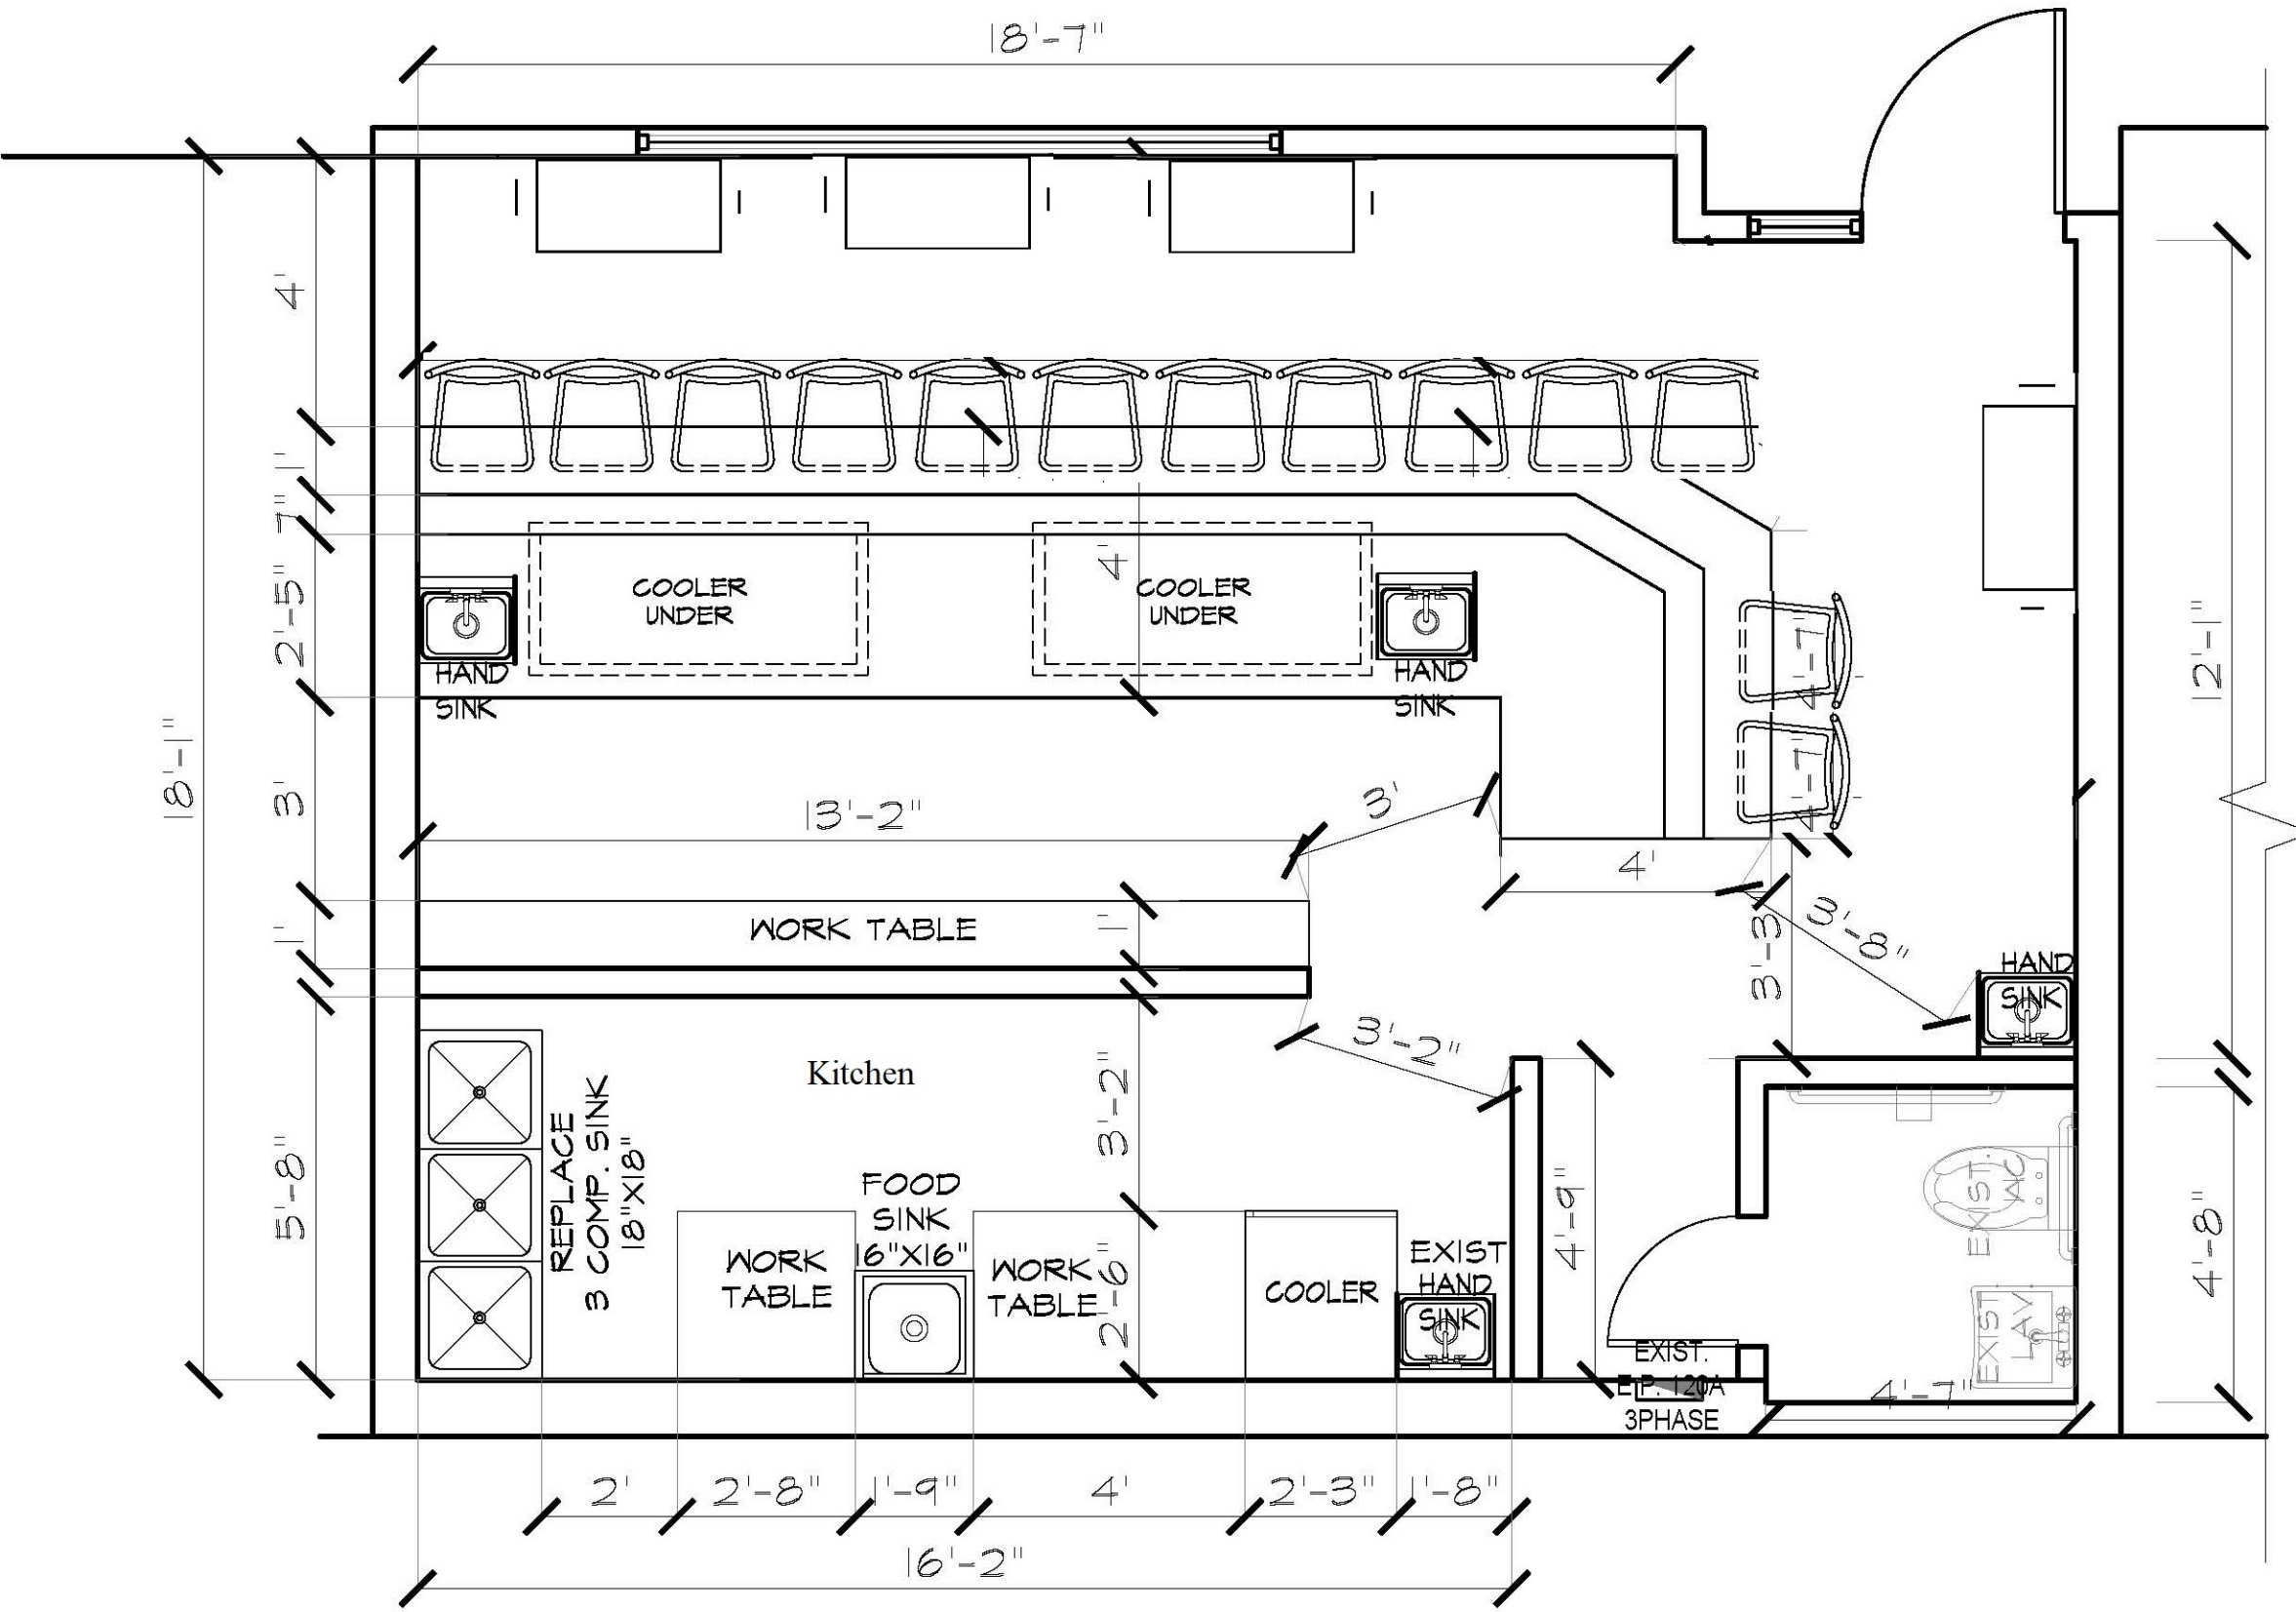 18'-7"
4'
1'
7"
2'-5"
3'
1'
5'-8"
18'-1"
COOLER
UNDER
4'
COOLER
UNDER
HAND
SINK
HAND
SINK
4'-7"
4'-7"
12'-1"
13'-2"
3'
4'
3'-3
3'-8"
WORK TABLE
1'
HAND
SINK
3'-2"
Kitchen
3'-2"
REPLACE
3 COMP. SINK
18"X18"
FOOD
SINK
16"X16"
WORK
TABLE
WORK
TABLE
2'-6"
COOLER
EXIST
HAND
SINK
4'-9"
EXIST.
WC
EXIST
LAV
4'-8"
EXIST.
E.P. 120A
3PHASE
4'-7"
2'
2'-8"
1'-9"
4'
2'-3"
1'-8"
16'-2"